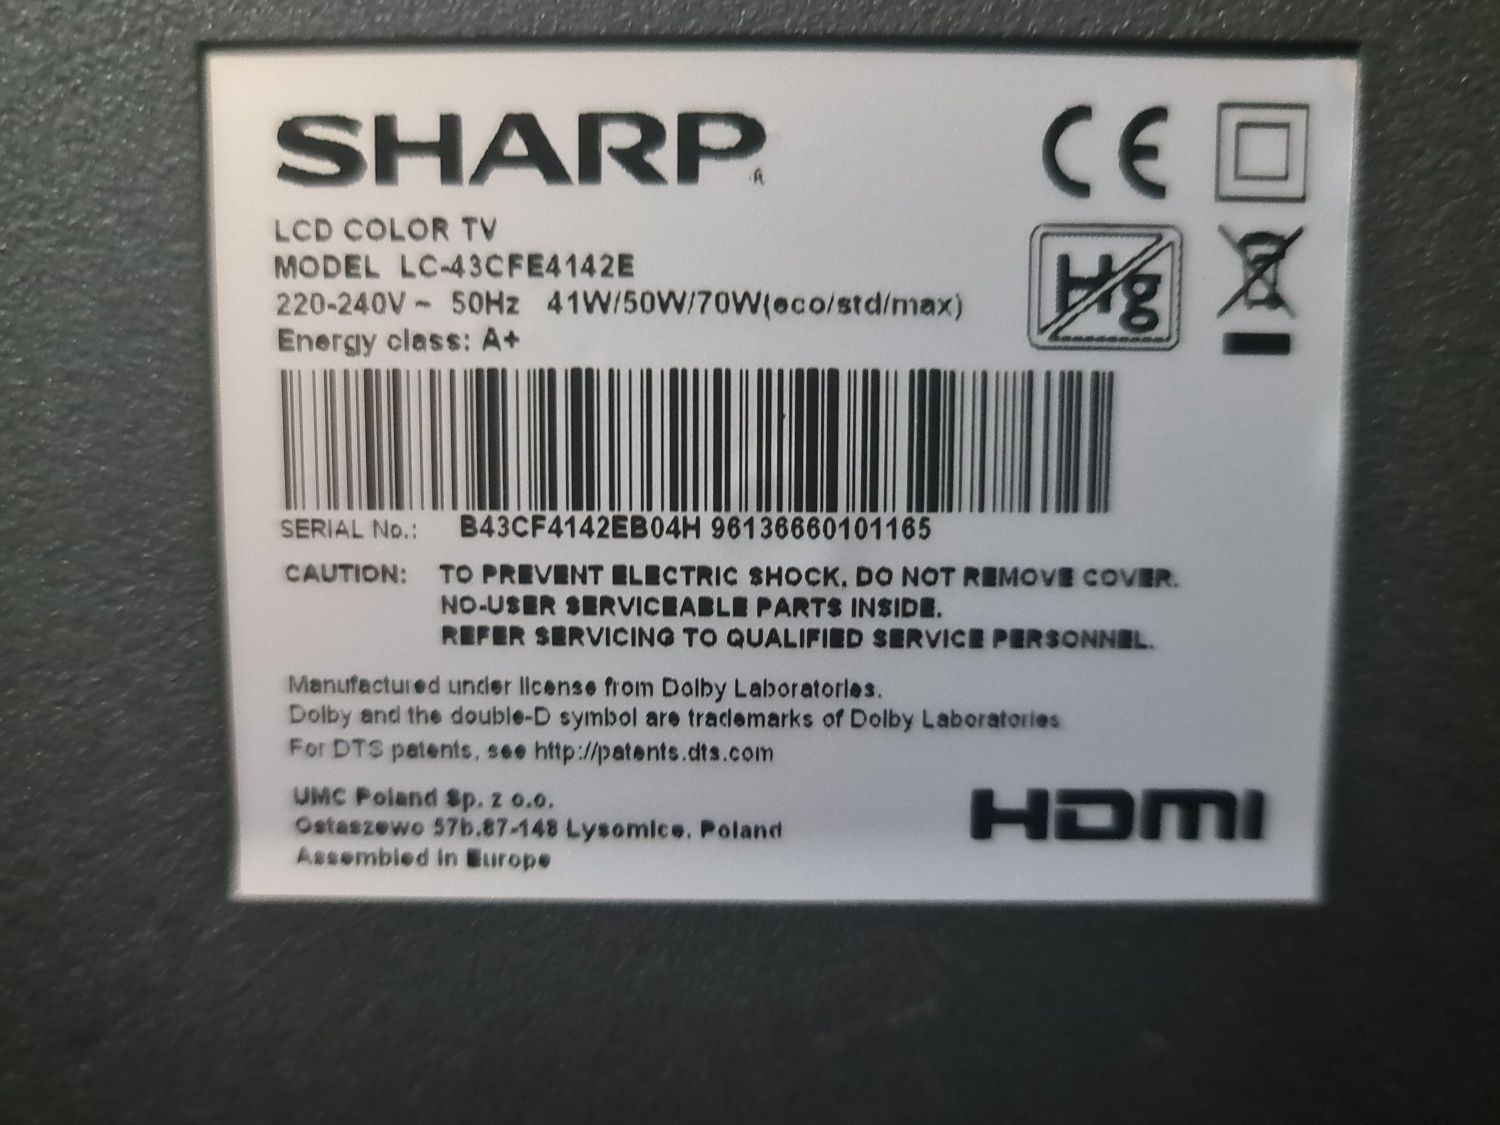 SHARP
LCD COLOR TV
MODEL LC-43CFE4142E
220-240V ~ 50Hz 41W/50W/70W(eco/std/max)
Energy class: A+
CE
Hg
SERIAL No.: B43CF4142EB04H 96136660101165
CAUTION: TO PREVENT ELECTRIC SHOCK, DO NOT REMOVE COVER.
NO-USER SERVICEABLE PARTS INSIDE.
REFER SERVICING TO QUALIFIED SERVICE PERSONNEL.
Manufactured under license from Dolby Laboratories.
Dolby and the double-D symbol are trademarks of Dolby Laboratories
For DTS patents, see http://patents.dts.com
UMC Poland Sp. z o.o.
Ostaszewo 57b,87-148 Lysomice, Poland
Assembled in Europe
HDMI